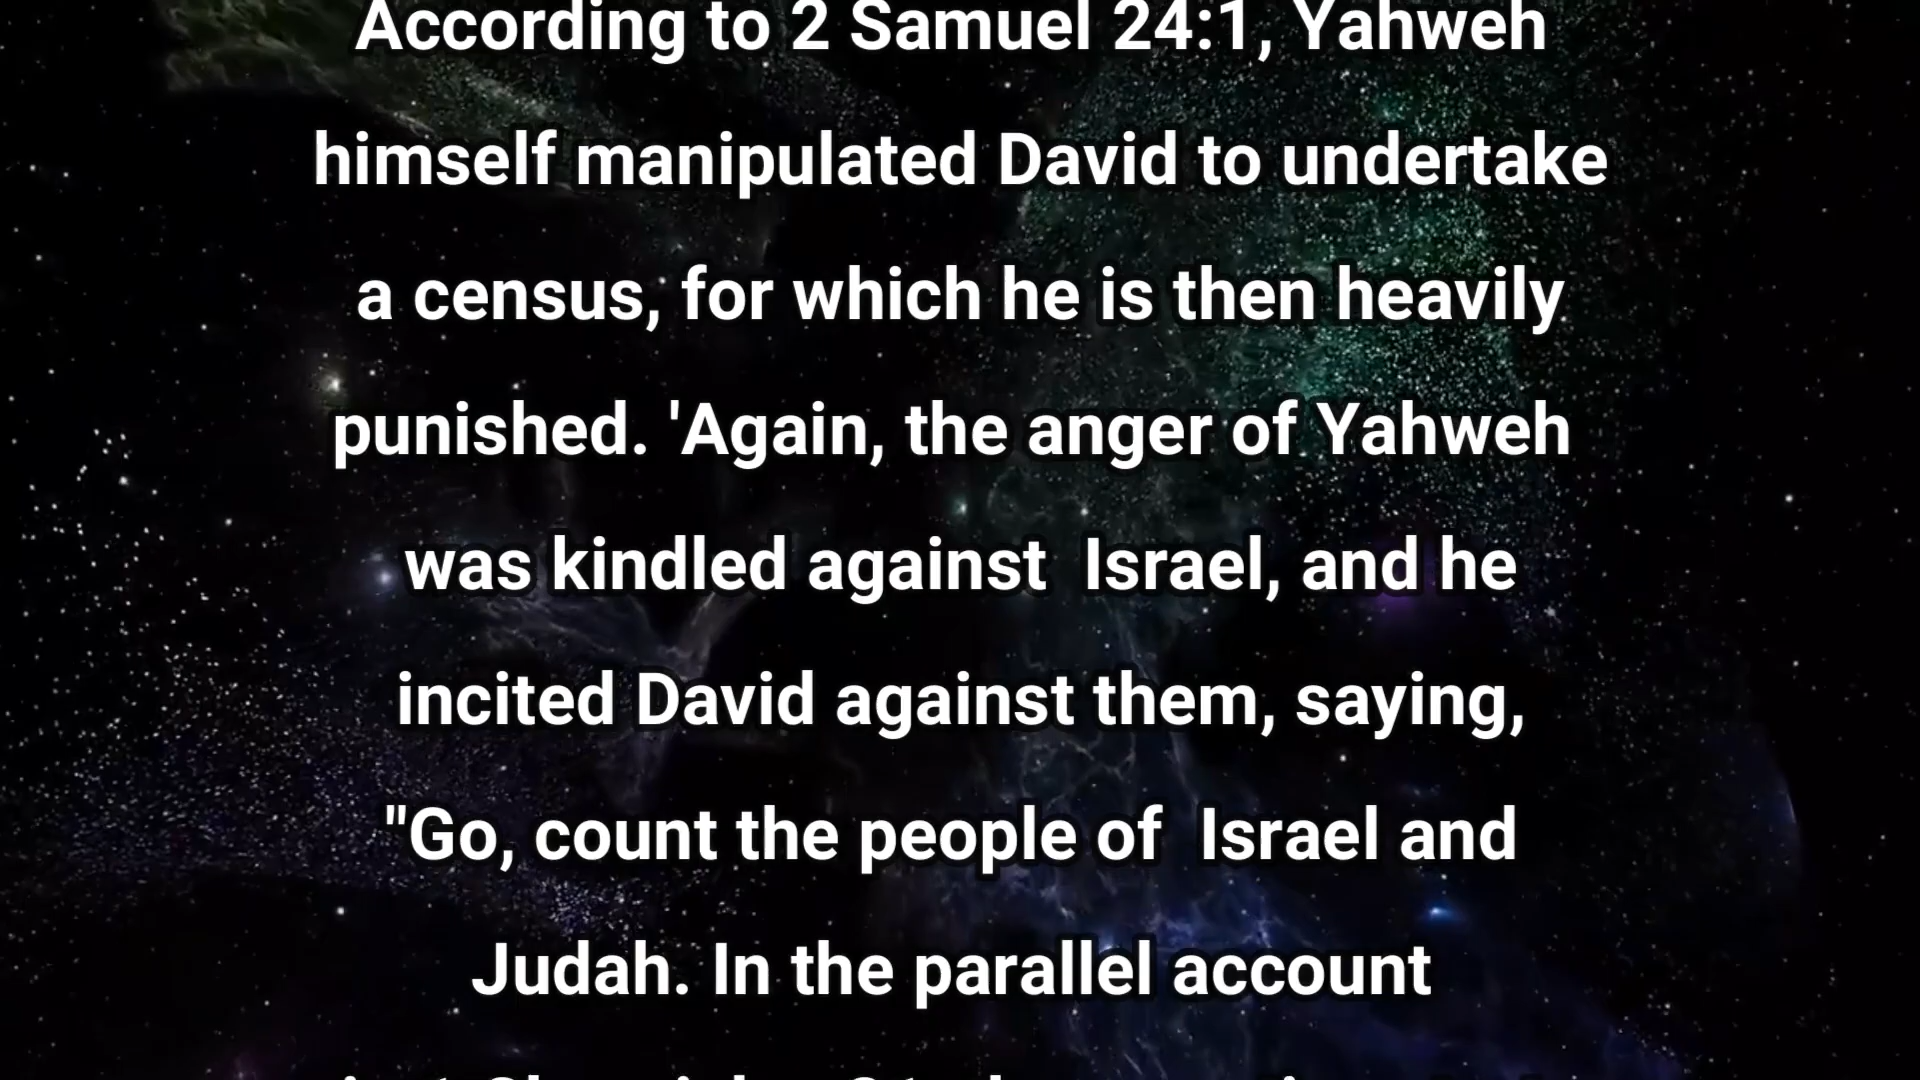 According to 2 Samuel 24:1, Yahweh
himself manipulated David to undertake
a census, for which he is then heavily
punished. 'Again, the anger of Yahweh
was kindled against  Israel, and he
incited David against them, saying,
"Go, count the people of  Israel and
Judah. In the parallel account